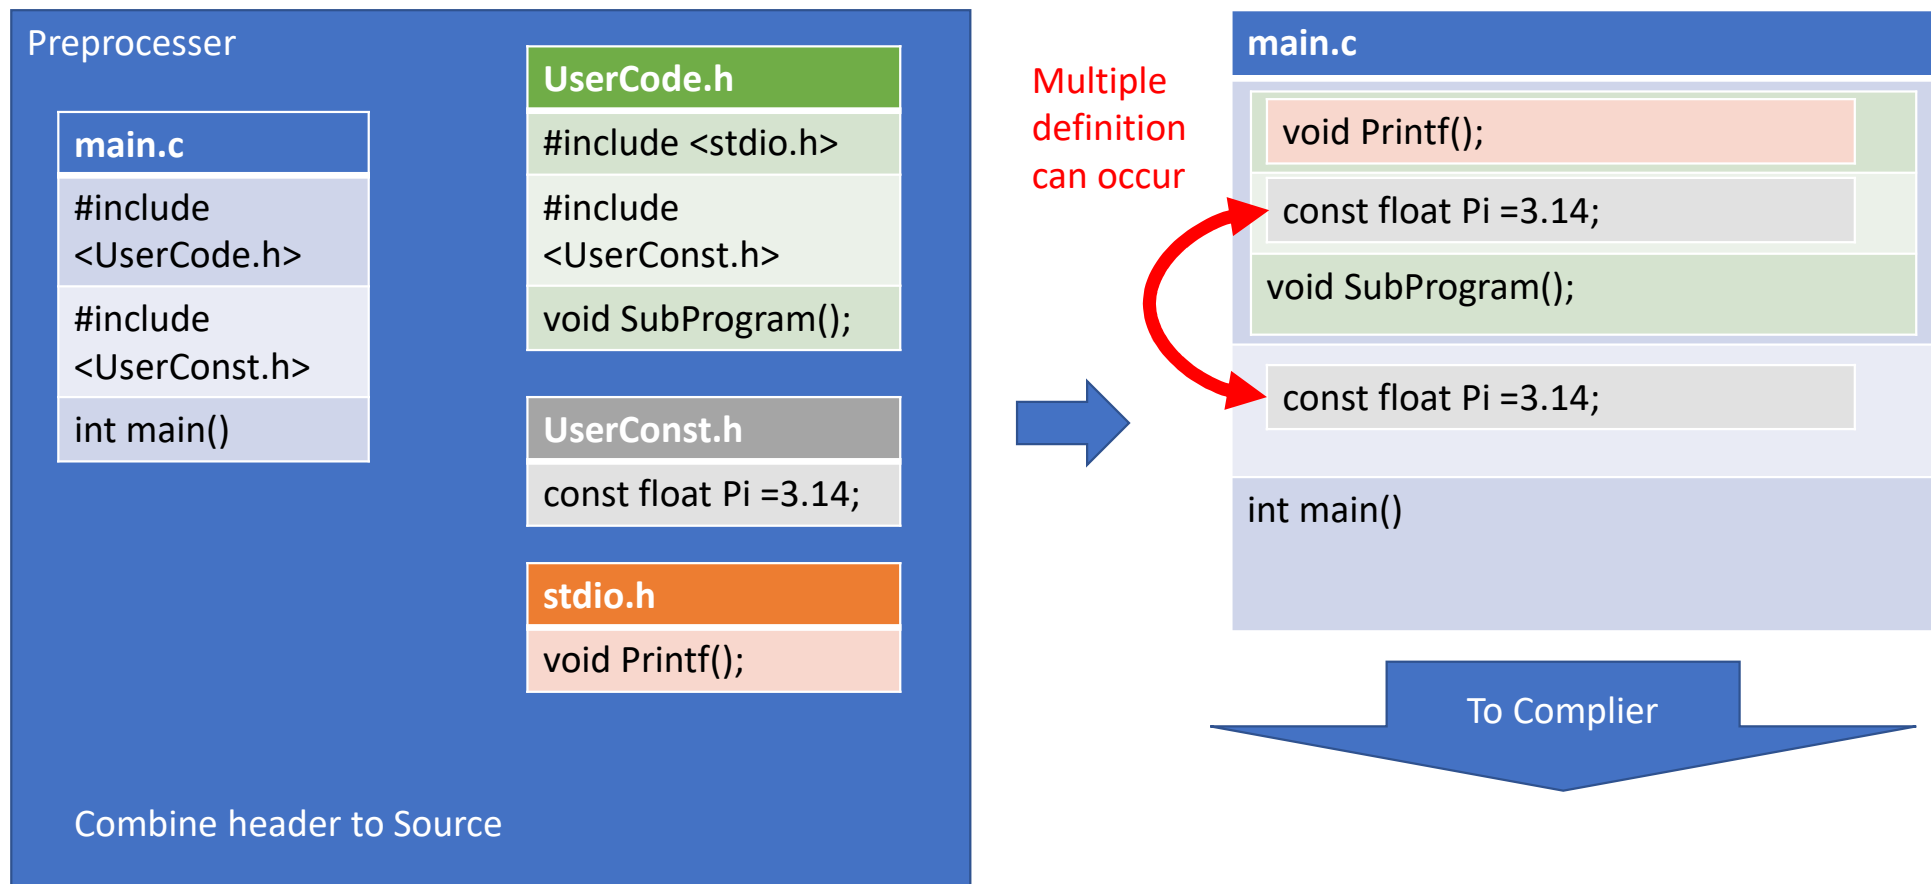 Preprocesser
main.c
#include
<UserCode.h>
#include
<UserConst.h>
int main()
UserCode.h
#include <stdio.h>
#include
<UserConst.h>
void SubProgram();
UserConst.h
const float Pi =3.14;
stdio.h
void Printf();
Combine header to Source
Multiple
definition
can occur
main.c
void Printf();
const float Pi =3.14;
void SubProgram();
const float Pi =3.14;
int main()
To Complier